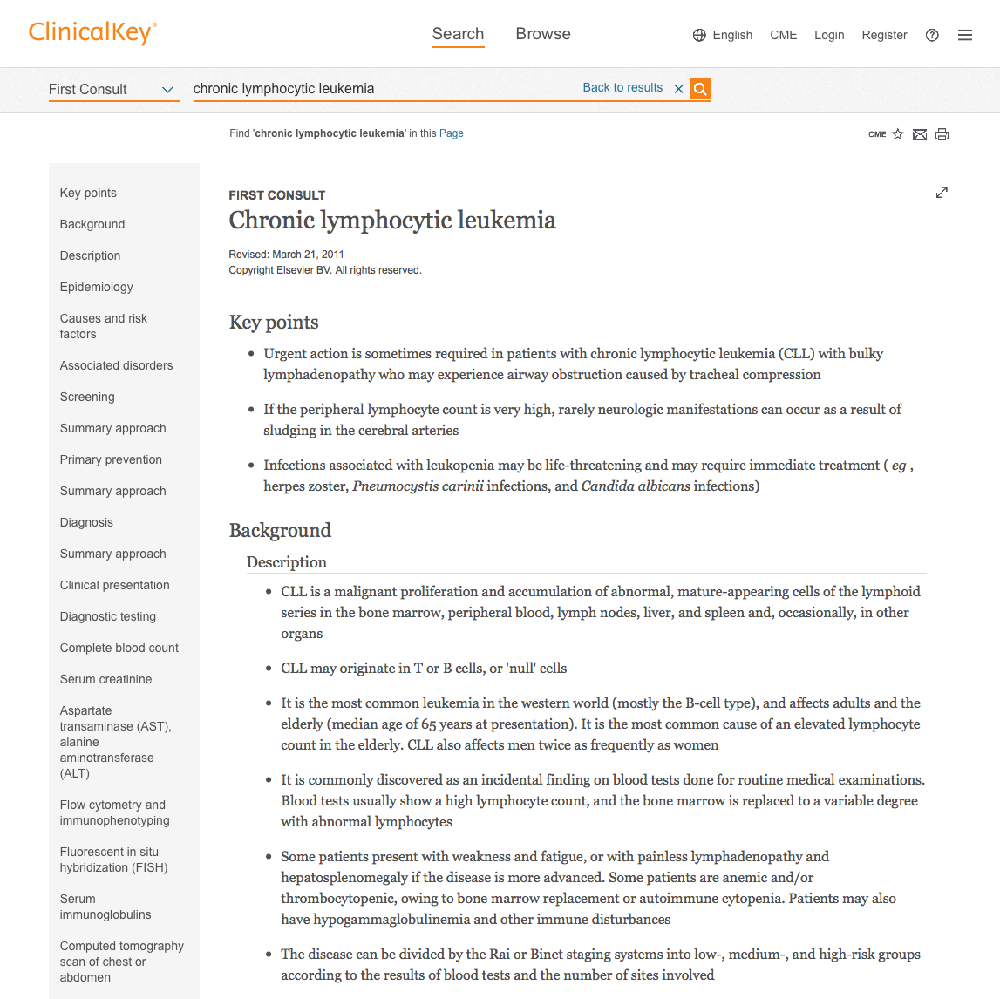 ClinicalKey®
Search
Browse
English
CME
Login
Register
First Consult
chronic lymphocytic leukemia
Back to results
Find 'chronic lymphocytic leukemia' in this Page
CME
Key points
Background
Description
Epidemiology
Causes and risk
factors
Associated disorders
Screening
Summary approach
Primary prevention
Summary approach
Diagnosis
Summary approach
Clinical presentation
Diagnostic testing
Complete blood count
Serum creatinine
Aspartate
transaminase (AST),
alanine
aminotransferase
(ALT)
Flow cytometry and
immunophenotyping
Fluorescent in situ
hybridization (FISH)
Serum
immunoglobulins
Computed tomography
scan of chest or
abdomen
FIRST CONSULT
Chronic lymphocytic leukemia
Revised: March 21, 2011
Copyright Elsevier BV. All rights reserved.
Key points
• Urgent action is sometimes required in patients with chronic lymphocytic leukemia (CLL) with bulky
lymphadenopathy who may experience airway obstruction caused by tracheal compression
• If the peripheral lymphocyte count is very high, rarely neurologic manifestations can occur as a result of
sludging in the cerebral arteries
• Infections associated with leukopenia may be life-threatening and may require immediate treatment ( eg ,
herpes zoster, Pneumocystis carinii infections, and Candida albicans infections)
Background
Description
• CLL is a malignant proliferation and accumulation of abnormal, mature-appearing cells of the lymphoid
series in the bone marrow, peripheral blood, lymph nodes, liver, and spleen and, occasionally, in other
organs
• CLL may originate in T or B cells, or 'null' cells
• It is the most common leukemia in the western world (mostly the B-cell type), and affects adults and the
elderly (median age of 65 years at presentation). It is the most common cause of an elevated lymphocyte
count in the elderly. CLL also affects men twice as frequently as women
• It is commonly discovered as an incidental finding on blood tests done for routine medical examinations.
Blood tests usually show a high lymphocyte count, and the bone marrow is replaced to a variable degree
with abnormal lymphocytes
• Some patients present with weakness and fatigue, or with painless lymphadenopathy and
hepatosplenomegaly if the disease is more advanced. Some patients are anemic and/or
thrombocytopenic, owing to bone marrow replacement or autoimmune cytopenia. Patients may also
have hypogammaglobulinemia and other immune disturbances
• The disease can be divided by the Rai or Binet staging systems into low-, medium-, and high-risk groups
according to the results of blood tests and the number of sites involved